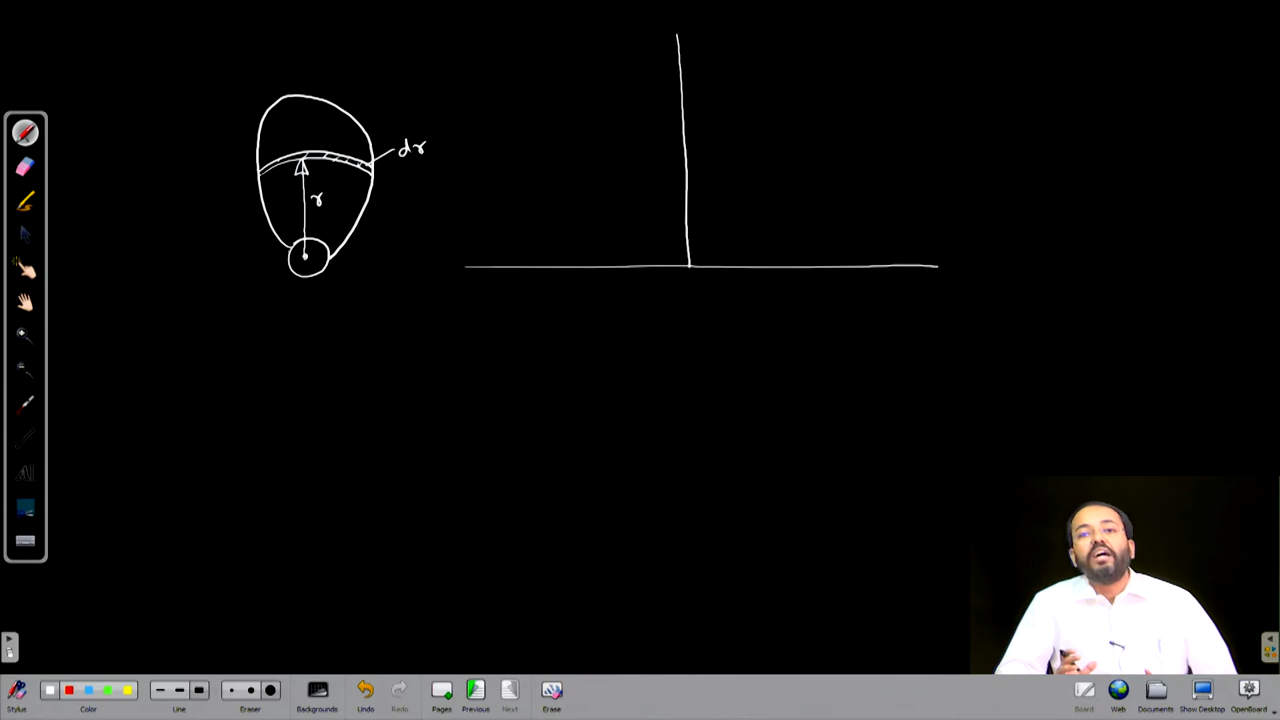 dr
r
Stylus
Color
Line
Eraser
Backgrounds
Undo
Redo
Pages
Previous
Next
Erase
Board
Web
Documents
Show Desktop
OpenBoard